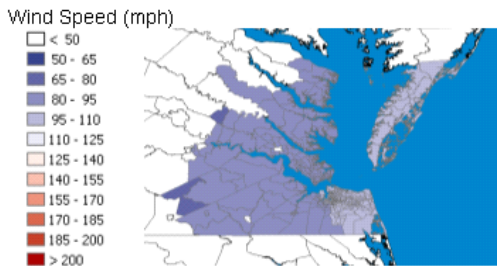 Wind Speed (mph)
< 50
50 - 65
65 - 80
80 - 95
95 - 110
110 - 125
125 - 140
140 - 155
155 - 170
170 - 185
185 - 200
> 200